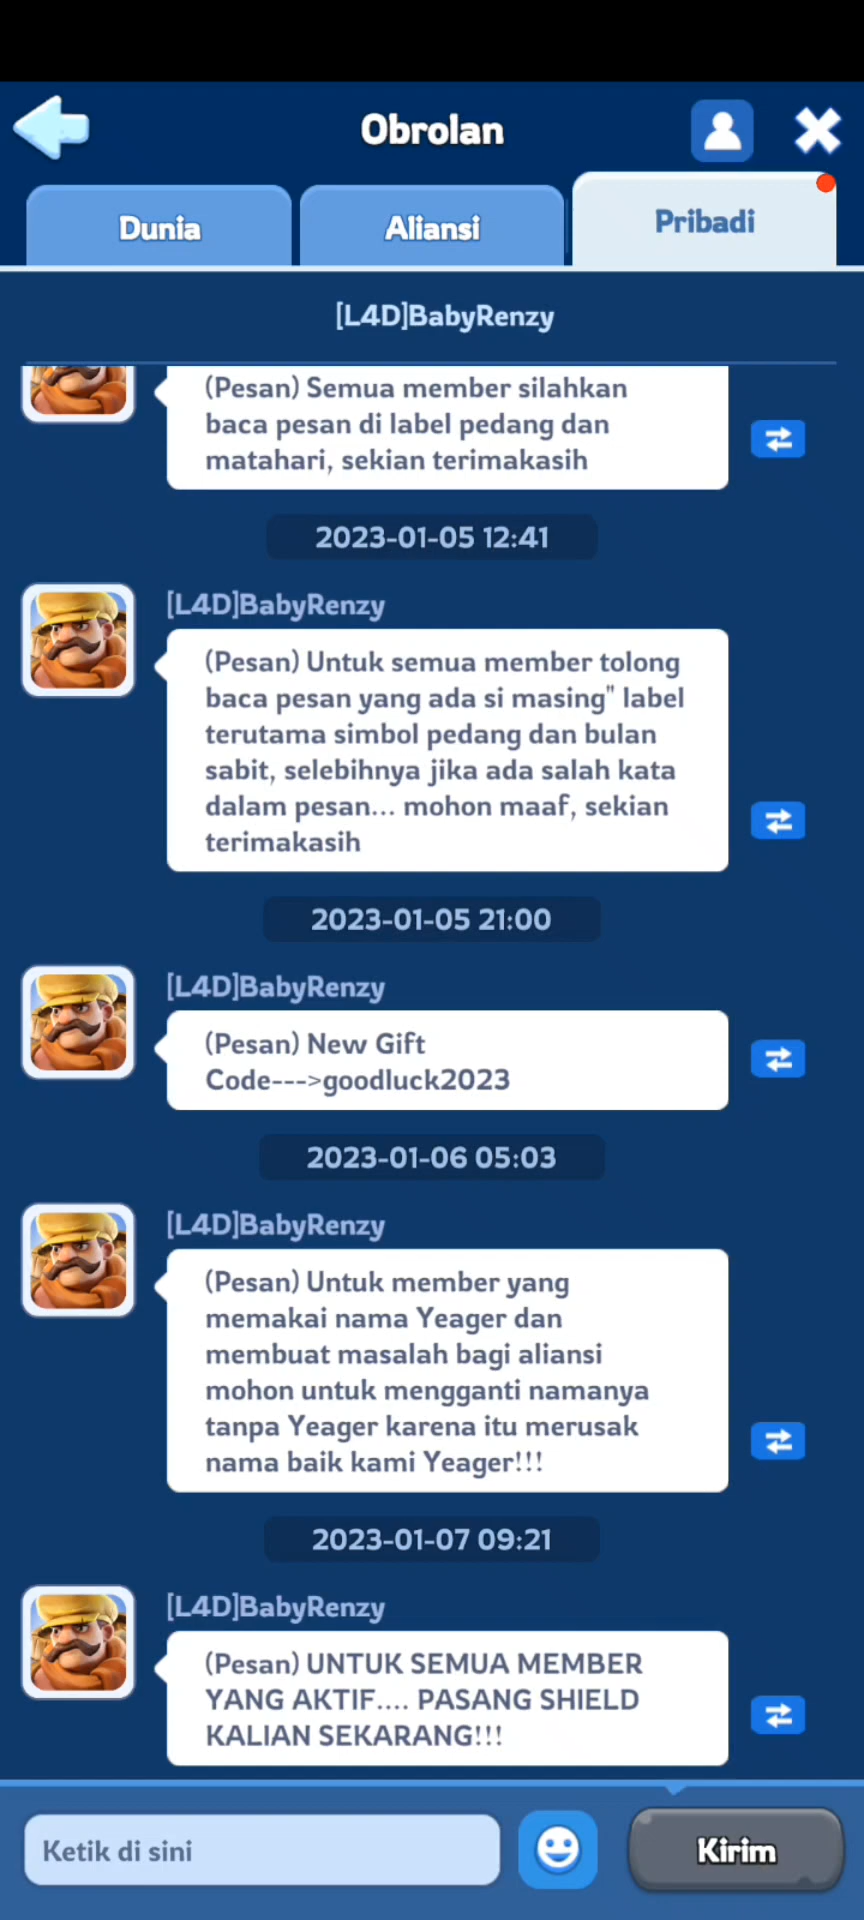 Obrolan
Dunia
Aliansi
Pribadi
[L4D]BabyRenzy
(Pesan) Semua member silahkan
baca pesan di label pedang dan
matahari, sekian terimakasih
2023-01-05 12:41
[L4D]BabyRenzy
(Pesan) Untuk semua member tolong
baca pesan yang ada si masing" label
terutama simbol pedang dan bulan
sabit, selebihnya jika ada salah kata
dalam pesan... mohon maaf, sekian
terimakasih
2023-01-05 21:00
[L4D]BabyRenzy
(Pesan) New Gift
Code--->goodluck2023
2023-01-06 05:03
[L4D]BabyRenzy
(Pesan) Untuk member yang
memakai nama Yeager dan
membuat masalah bagi aliansi
mohon untuk mengganti namanya
tanpa Yeager karena itu merusak
nama baik kami Yeager!!!
2023-01-07 09:21
[L4D]BabyRenzy
(Pesan) UNTUK SEMUA MEMBER
YANG AKTIF.... PASANG SHIELD
KALIAN SEKARANG!!!
Ketik di sini
Kirim